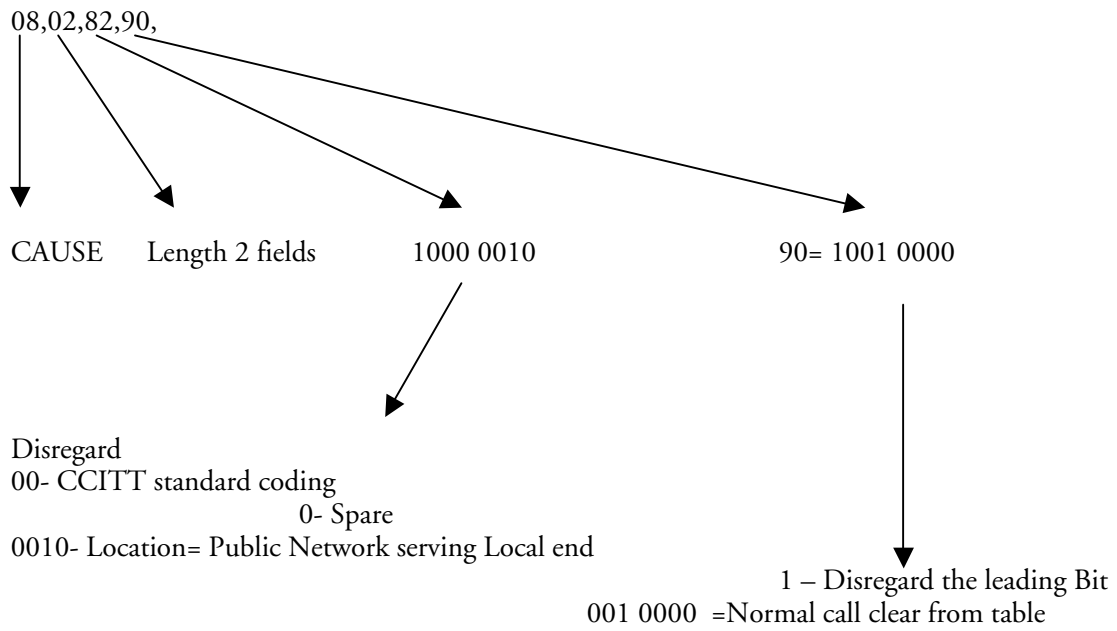 08,02,82,90,
CAUSE Length 2 fields 1000 0010 90= 1001 0000
Disregard
00- CCITT standard coding
0- Spare
0010- Location= Public Network serving Local end
1 – Disregard the leading Bit
001 0000 =Normal call clear from table